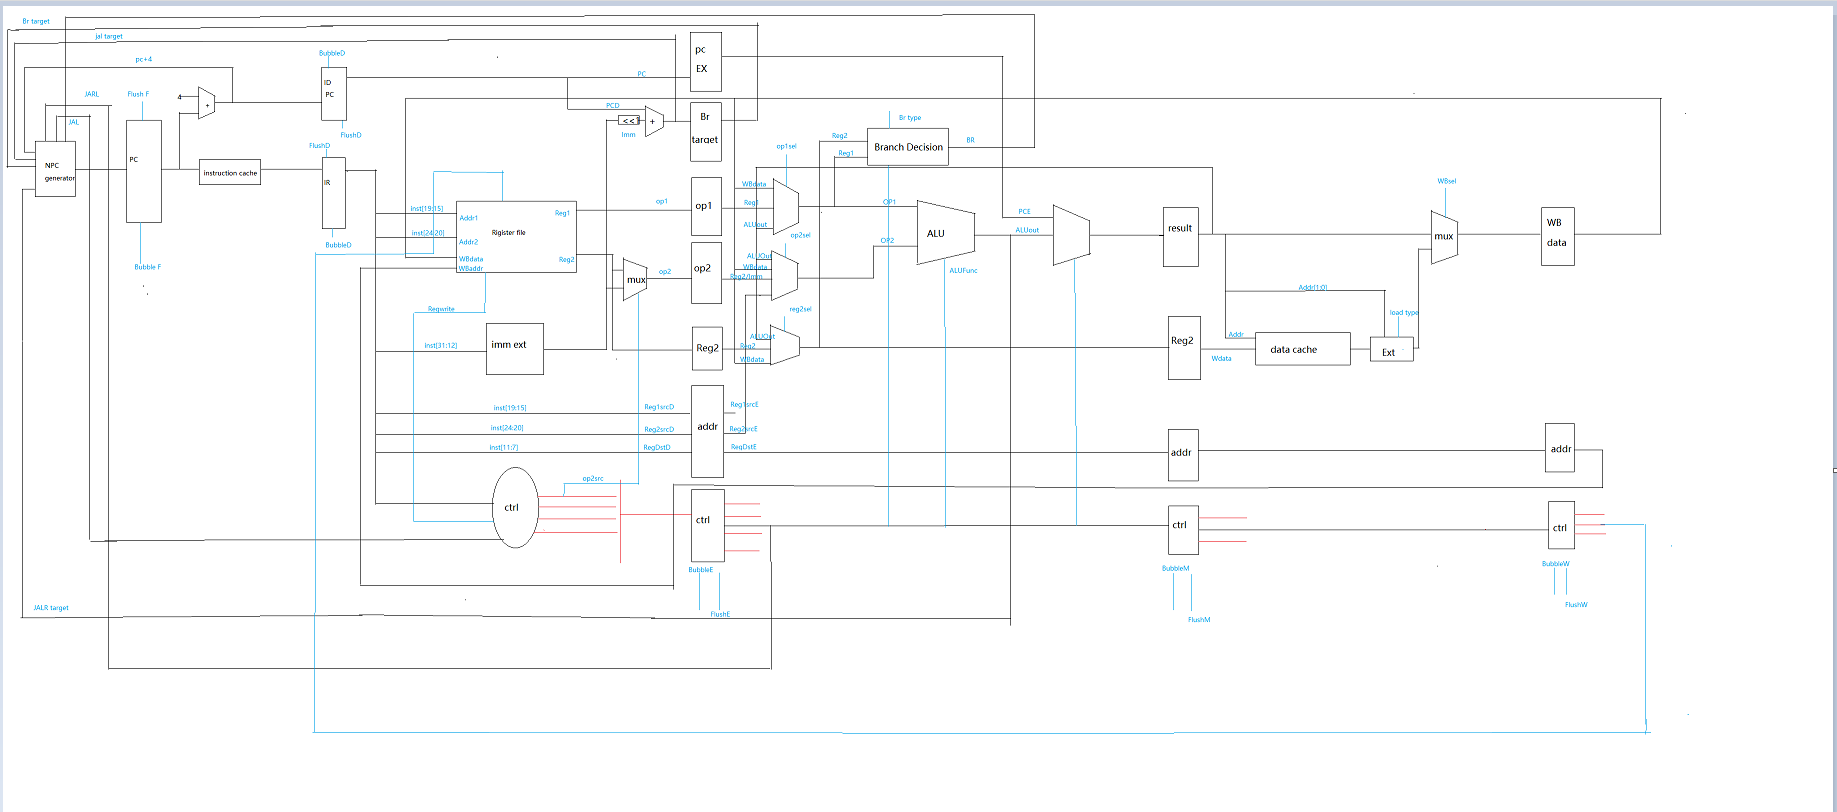 Br target
jal target
pc+4
JARL
JAL
NPC
generator
Flush F
PC
Bubble F
4
+
instruction cache
BubbleD
ID
PC
FlushD
FlushD
IR
BubbleD
inst[19:15]
inst[24:20]
Addr1
Addr2
WBdata
WBaddr
Rigister file
Reg1
Reg2
Regwrite
inst[31:12]
imm ext
inst[19:15]
inst[24:20]
inst[11:7]
Reg1srcD
Reg2srcD
RegDstD
op2src
ctrl
JALR target
PC
PCD
<<
+
Imm
op1
op2
mux
pc
EX
Br
target
op1
op2
Reg2
addr
Reg1srcE
Reg2srcE
RegDstE
ctrl
BubbleE
FlushE
op1sel
WBdata
Reg1
ALUout
op2sel
ALUOut
WBdata
Reg2/Imm
reg2sel
ALUOut
Reg2
WBdata
Br type
Reg2
Reg1
Branch Decision
BR
OP1
OP2
ALU
ALUFunc
PCE
ALUout
result
Reg2
addr
ctrl
BubbleM
FlushM
Addr[1:0]
Addr
Wdata
data cache
load type
Ext
WBsel
mux
WB
data
addr
ctrl
BubbleW
FlushW